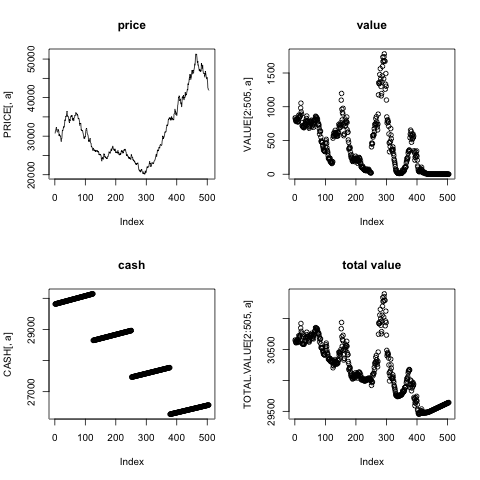 price
PRICE[, a]
50000
40000
30000
20000
0 100 200 300 400 500
Index
value
VALUE[2:505, a]
1500
1000
500
0
0 100 200 300 400 500
Index
cash
CASH[, a]
29000
27000
0 100 200 300 400 500
Index
total value
TOTAL.VALUE[2:505, a]
30500
29500
0 100 200 300 400 500
Index